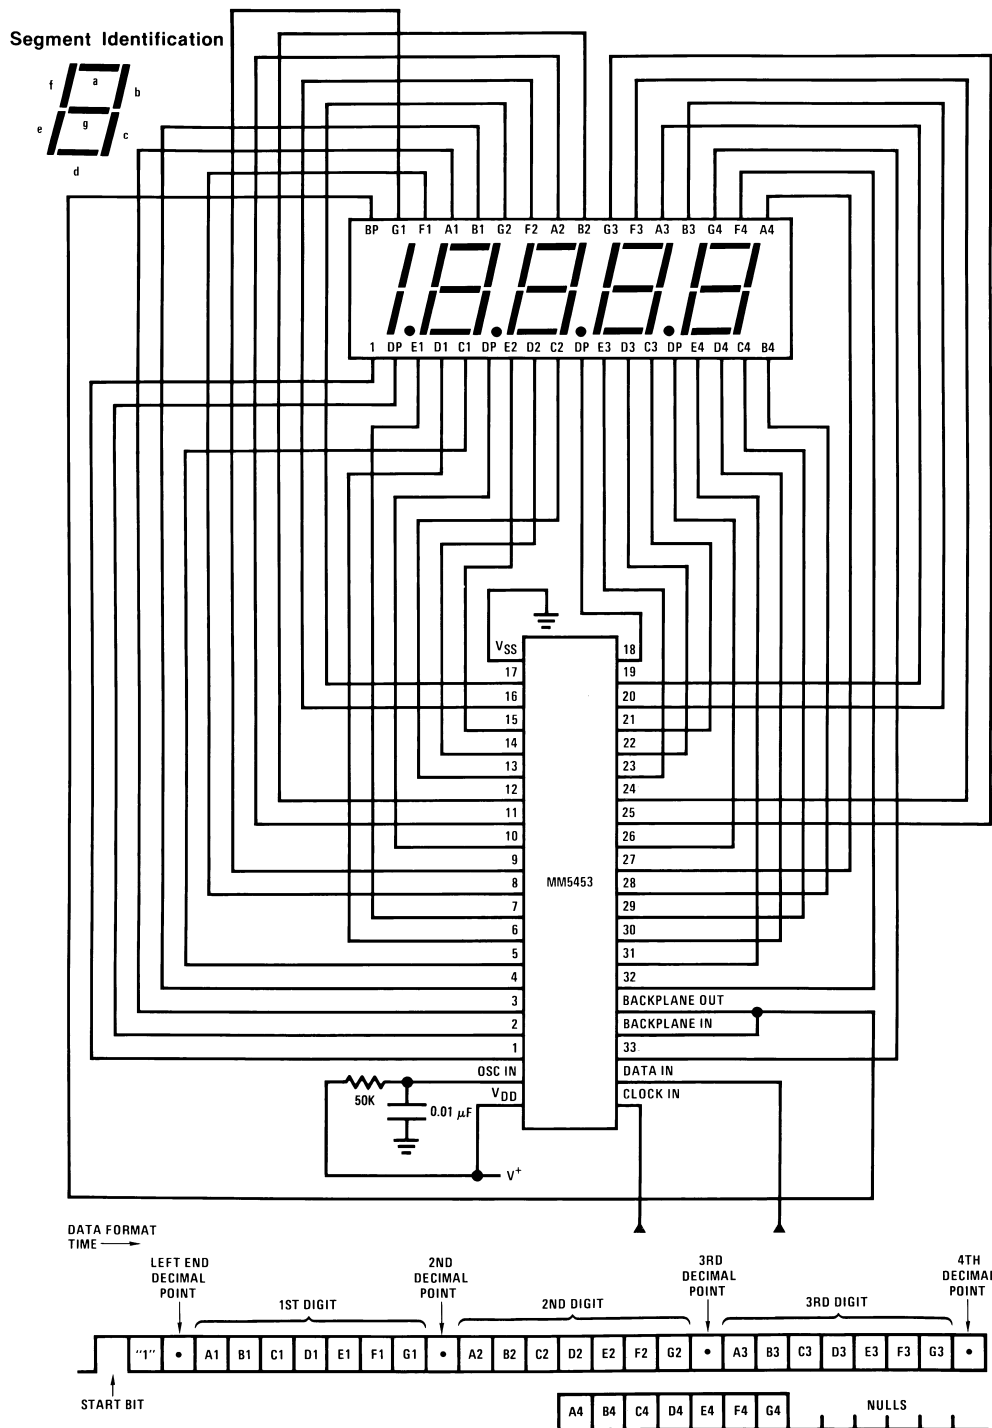 Segment Identification
a
f
b
g
e
c
d
BP G1 F1 A1 B1 G2 F2 A2 B2 G3 F3 A3 B3 G4 F4 A4
1 DP E1 D1 C1 DP E2 D2 C2 DP E3 D3 C3 DP E4 D4 C4 B4
VSS 18
17 19
16 20
15 21
14 22
13 23
12 24
11 25
10 26
9 27
8 MM5453 28
7 29
6 30
5 31
4 32
3 BACKPLANE OUT
2 BACKPLANE IN
1 33
OSC IN DATA IN
VDD CLOCK IN
50K
0.01 μF
V+
DATA FORMAT
TIME
LEFT END
DECIMAL
POINT
1ST DIGIT
2ND
DECIMAL
POINT
2ND DIGIT
3RD
DECIMAL
POINT
3RD DIGIT
4TH
DECIMAL
POINT
"1" • A1 B1 C1 D1 E1 F1 G1 • A2 B2 C2 D2 E2 F2 G2 • A3 B3 C3 D3 E3 F3 G3 •
START BIT
A4 B4 C4 D4 E4 F4 G4 NULLS